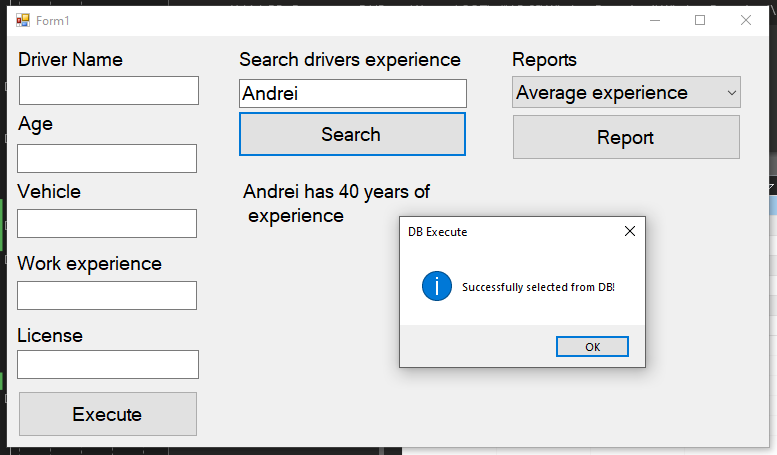 Form1
Driver Name
Search drivers experience
Reports
Andrei
Average experience
Age
Search
Report
Vehicle
Andrei has 40 years of
experience
DB Execute
Successfully selected from DB!
OK
Work experience
License
Execute